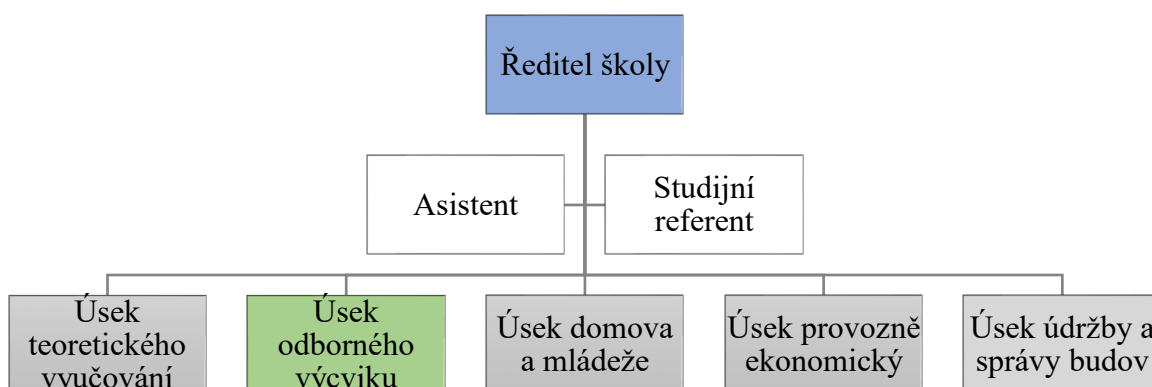 Ředitel školy
Asistent
Studijní
referent
Úsek
teoretického
vyučování
Úsek
odborného
výcviku
Úsek domova
a mládeže
Úsek provozně
ekonomický
Úsek údržby a
správy budov